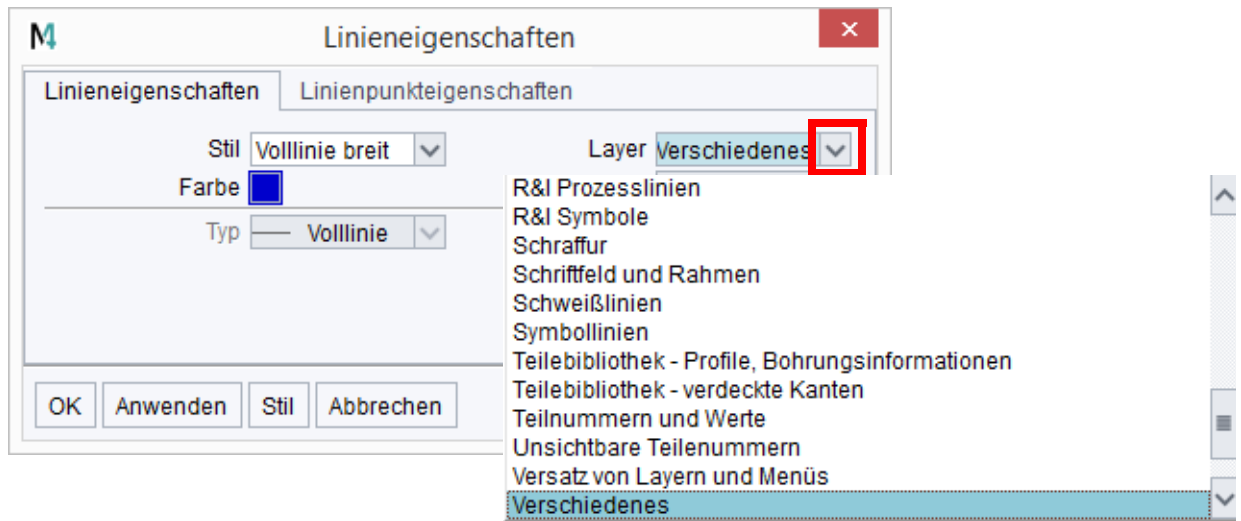 M4 Linieneigenschaften
Linieneigenschaften Linienpunkteigenschaften
Stil Volllinie breit Layer Verschiedenes
Farbe
Typ Volllinie
R&I Prozesslinien
R&I Symbole
Schraffur
Schriftfeld und Rahmen
Schweißlinien
Symbollinien
Teilebibliothek - Profile, Bohrungsinformationen
Teilebibliothek - verdeckte Kanten
Teilnummern und Werte
Unsichtbare Teilenummern
Versatz von Layern und Menüs
Verschiedenes
OK Anwenden Stil Abbrechen